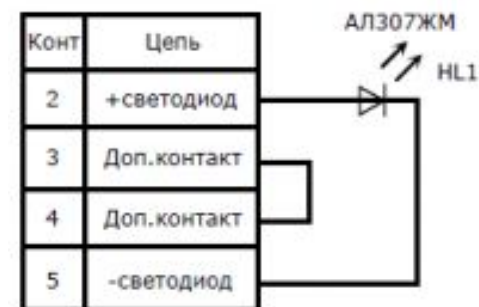 АЛ307ЖМ
Конт Цепь
HL1
2 +светодиод
3 Доп.контакт
4 Доп.контакт
5 -светодиод